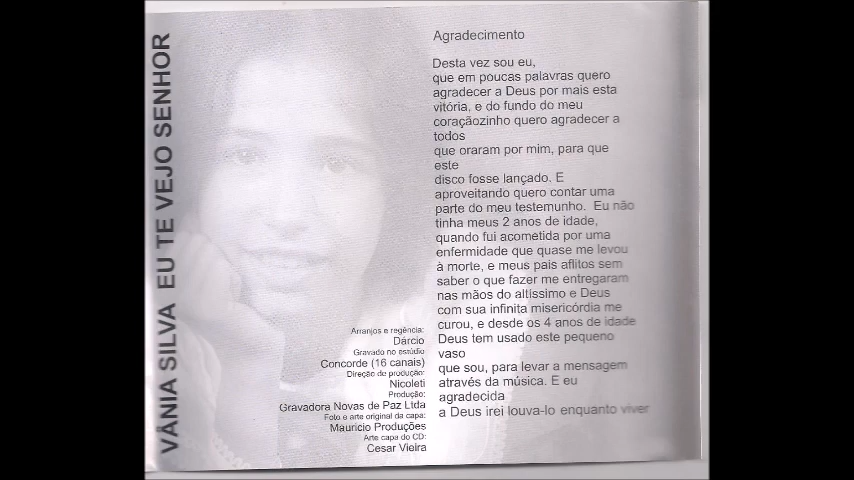 VÂNIA SILVA EU TE VEJO SENHOR
Agradecimento
Desta vez sou eu,
que em poucas palavras quero
agradecer a Deus por mais esta
vitória, e do fundo do meu
coraçãozinho quero agradecer a
todos
que oraram por mim, para que
este
disco fosse lançado. E
aproveitando quero contar uma
parte do meu testemunho. Eu não
tinha meus 2 anos de idade,
quando fui acometida por uma
enfermidade que quase me levou
à morte, e meus pais aflitos sem
saber o que fazer me entregaram
nas mãos do altíssimo e Deus
com sua infinita misericórdia me
curou, e desde os 4 anos de idade
Deus tem usado este pequeno
vaso
que sou, para levar a mensagem
através da música. E eu
agradecida
a Deus irei louva-lo enquanto viver
Arranjos e regência:
Dárcio
Gravado no estúdio
Concorde (16 canais)
Direção de produção:
Nicoleti
Produção:
Gravadora Novas de Paz Ltda
Foto e arte original da capa:
Mauricio Produções
Arte capa do CD:
Cesar Vieira